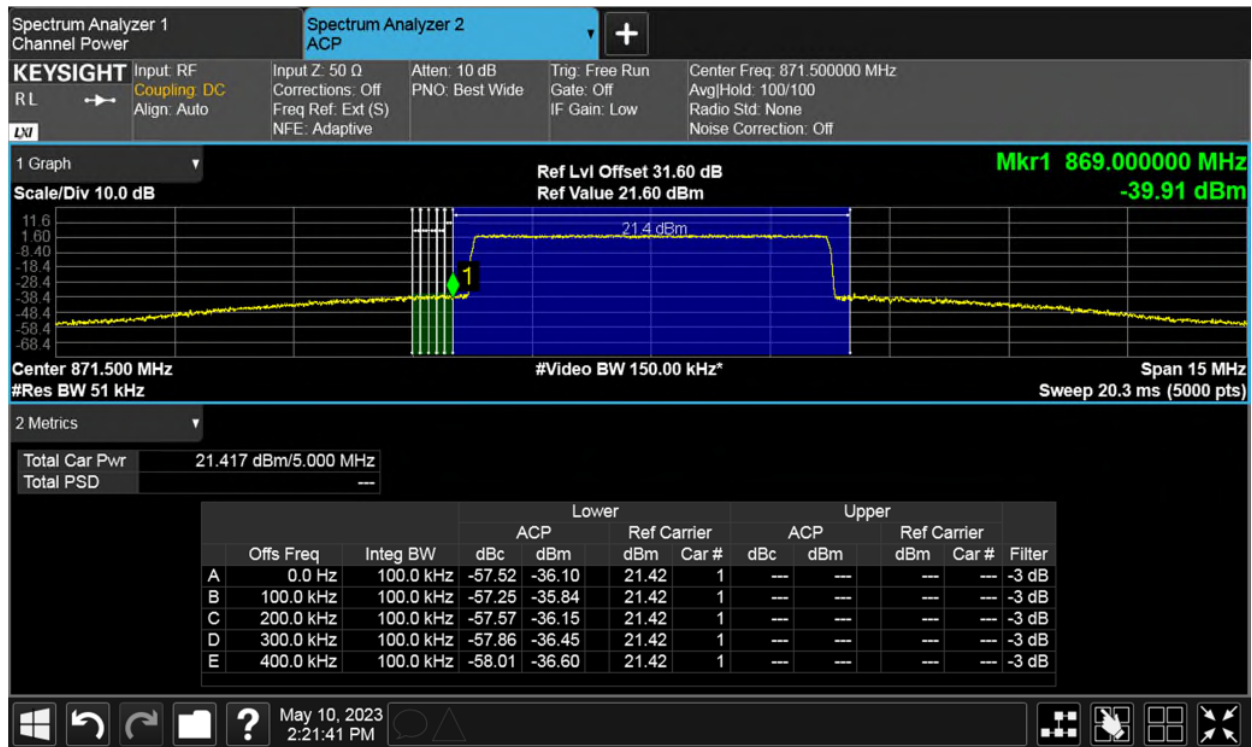 Spectrum Analyzer 1
Channel Power
Spectrum Analyzer 2
ACP
+
KEYSIGHT
RL
LXI
Input: RF
Coupling: DC
Align: Auto
Input Z: 50 Ω
Corrections: Off
Freq Ref: Ext (S)
NFE: Adaptive
Atten: 10 dB
PNO: Best Wide
Trig: Free Run
Gate: Off
IF Gain: Low
Center Freq: 871.500000 MHz
Avg|Hold: 100/100
Radio Std: None
Noise Correction: Off
1 Graph
Scale/Div 10.0 dB
Ref Lvl Offset 31.60 dB
Ref Value 21.60 dBm
Mkr1 869.000000 MHz
-39.91 dBm
11.6
1.60
-8.40
-18.4
-28.4
-38.4
-48.4
-58.4
-68.4
21.4 dBm
1
Center 871.500 MHz
#Res BW 51 kHz
#Video BW 150.00 kHz*
Span 15 MHz
Sweep 20.3 ms (5000 pts)
2 Metrics
Total Car Pwr 21.417 dBm/5.000 MHz
Total PSD ---
Lower Upper
ACP Ref Carrier ACP Ref Carrier
Offs Freq Integ BW dBc dBm dBm Car # dBc dBm dBm Car # Filter
A 0.0 Hz 100.0 kHz -57.52 -36.10 21.42 1 --- --- --- --- -3 dB
B 100.0 kHz 100.0 kHz -57.25 -35.84 21.42 1 --- --- --- --- -3 dB
C 200.0 kHz 100.0 kHz -57.57 -36.15 21.42 1 --- --- --- --- -3 dB
D 300.0 kHz 100.0 kHz -57.86 -36.45 21.42 1 --- --- --- --- -3 dB
E 400.0 kHz 100.0 kHz -58.01 -36.60 21.42 1 --- --- --- --- -3 dB
?
May 10, 2023
2:21:41 PM